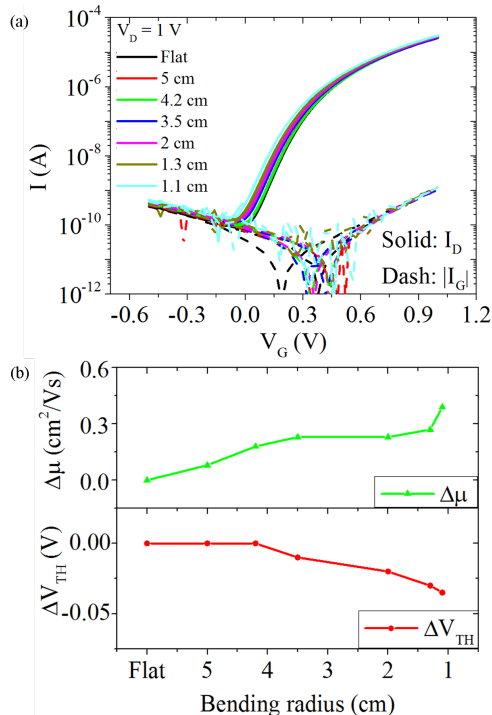 (a)
10⁻⁴
10⁻⁶
10⁻⁸
10⁻¹⁰
10⁻¹²
I (A)
V_D = 1 V
Flat
5 cm
4.2 cm
3.5 cm
2 cm
1.3 cm
1.1 cm
Solid: I_D
Dash: |I_G|
-0.6 -0.3 0.0 0.3 0.6 0.9 1.2
V_G (V)
(b)
0.6
0.3
0.0
Δμ (cm²/Vs)
Δμ
0.00
-0.05
ΔV_TH (V)
ΔV_TH
Flat 5 4 3 2 1
Bending radius (cm)